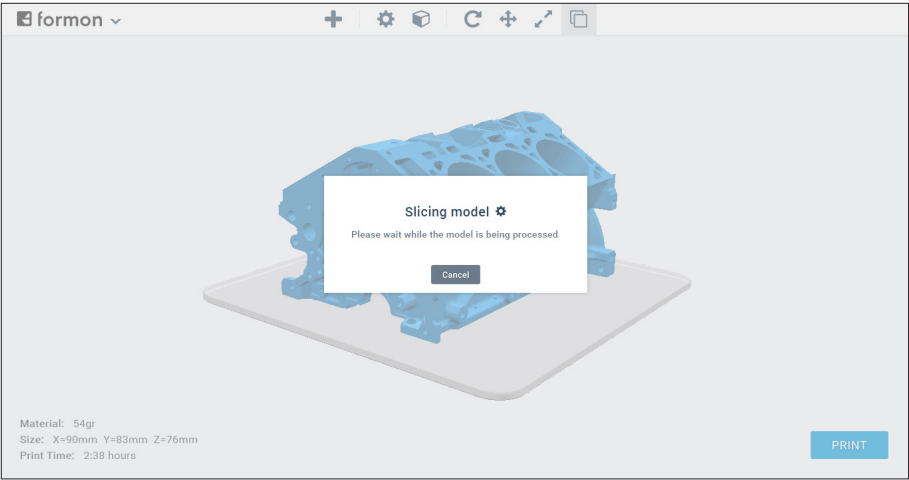 formon
Slicing model
Please wait while the model is being processed
Cancel
Material: 54gr
Size: X=90mm Y=83mm Z=76mm
Print Time: 2:38 hours
PRINT